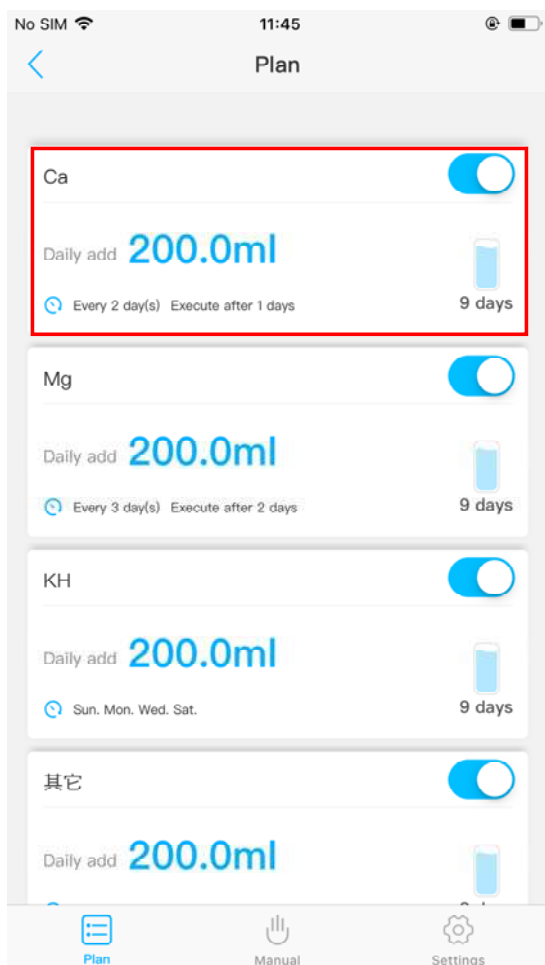 No SIM 11:45
Plan
Ca
Daily add 200.0ml
Every 2 day(s) Execute after 1 days 9 days
Mg
Daily add 200.0ml
Every 3 day(s) Execute after 2 days 9 days
KH
Daily add 200.0ml
Sun. Mon. Wed. Sat. 9 days
其它
Daily add 200.0ml
Plan Manual Settings